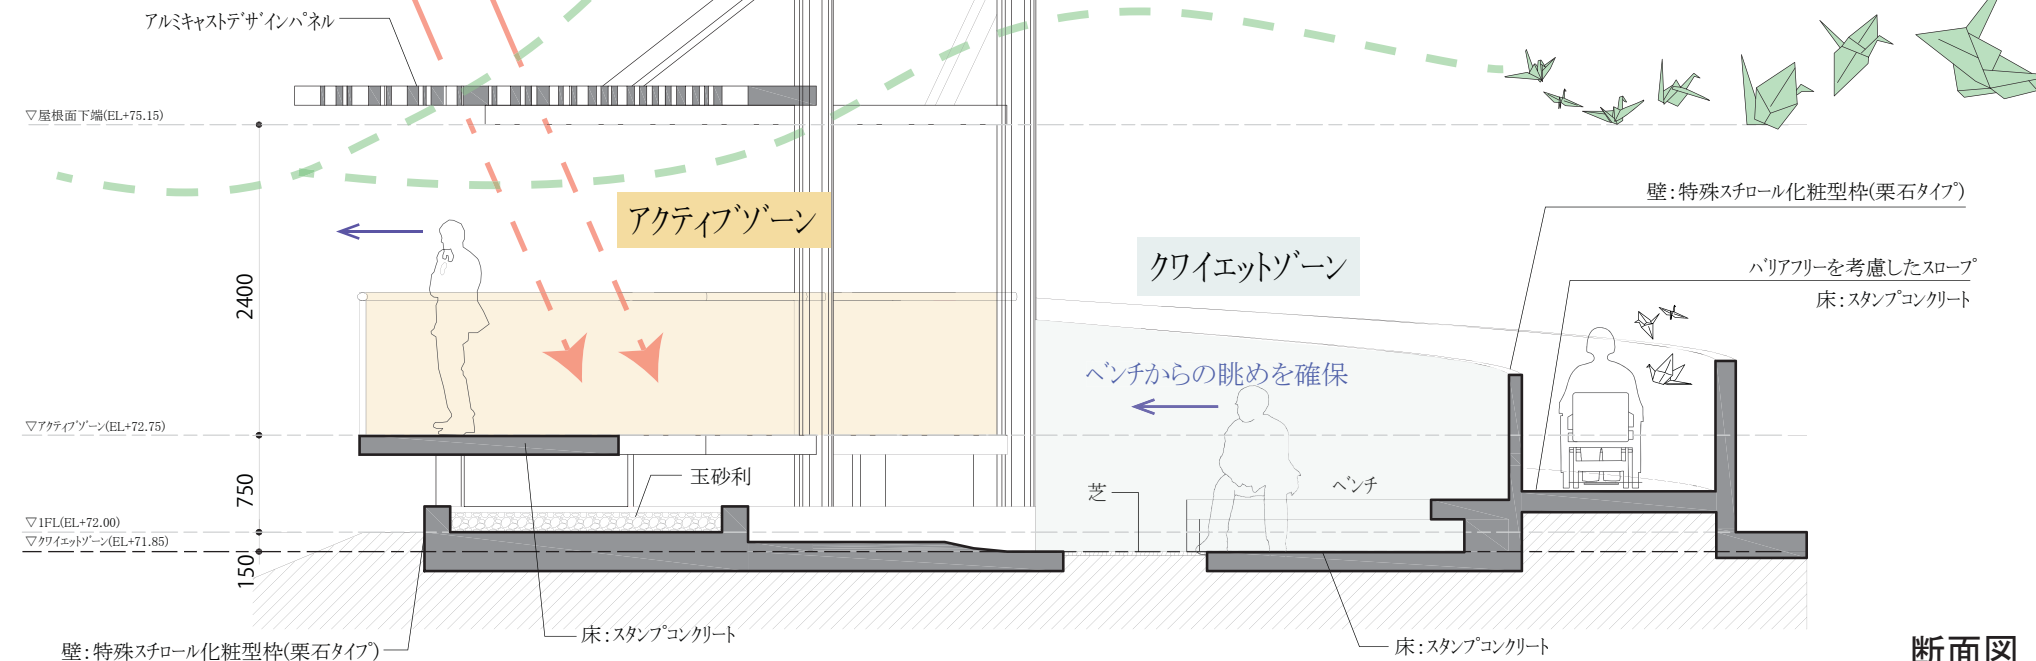 アルミキャストデザインパネル
▽屋根面下端(EL+75.15)
壁：特殊スチロール化粧型枠(栗石タイプ)
アクティブゾーン
クワイエットゾーン
バリアフリーを考慮したスロープ
床：スタンプコンクリート
2400
ベンチからの眺めを確保
▽アクティブゾーン(EL+72.75)
玉砂利
芝
ベンチ
750
▽1FL(EL+72.00)
▽クワイエットゾーン(EL+71.85)
150
床：スタンプコンクリート
床：スタンプコンクリート
壁：特殊スチロール化粧型枠(栗石タイプ)
断面図